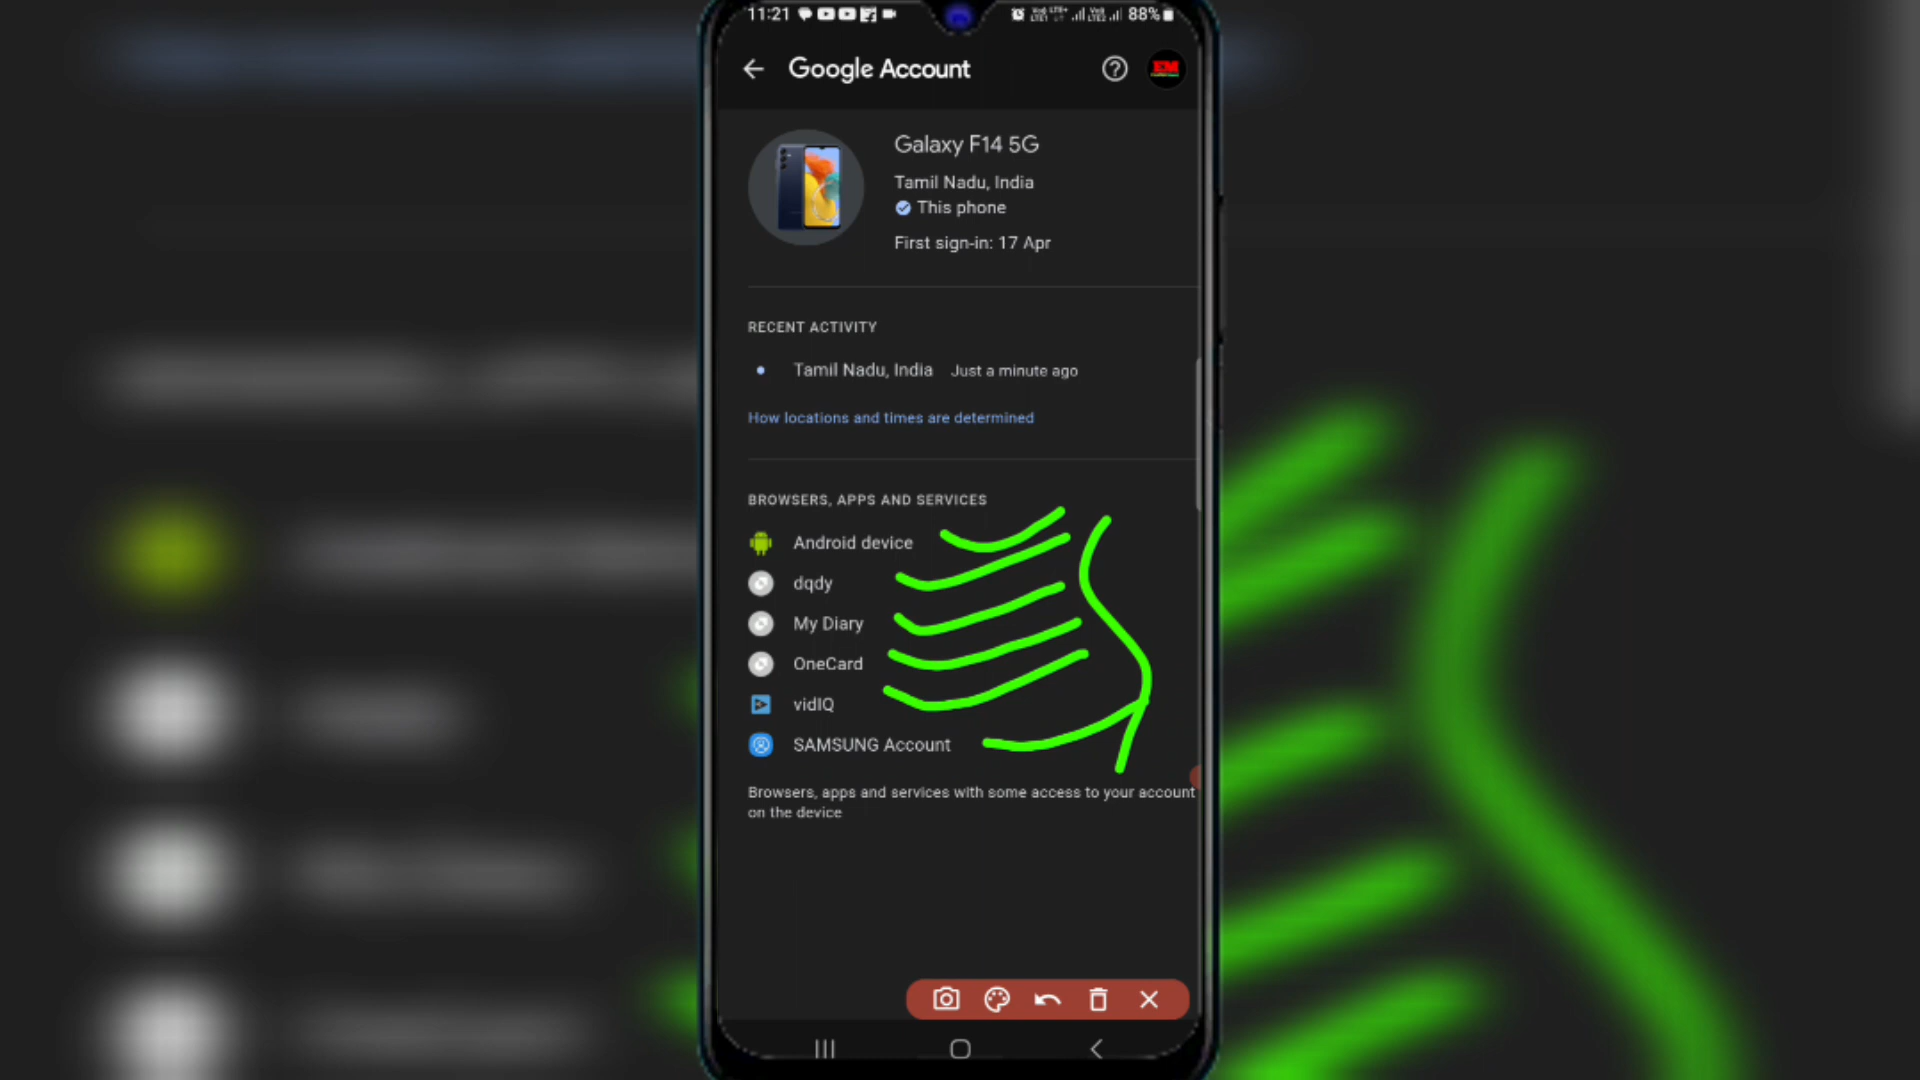 11:21
88%
Google Account
EM
Galaxy F14 5G
Tamil Nadu, India
This phone
First sign-in: 17 Apr
RECENT ACTIVITY
Tamil Nadu, India Just a minute ago
How locations and times are determined
BROWSERS, APPS AND SERVICES
Android device
dqdy
My Diary
OneCard
vidIQ
SAMSUNG Account
Browsers, apps and services with some access to your account
on the device